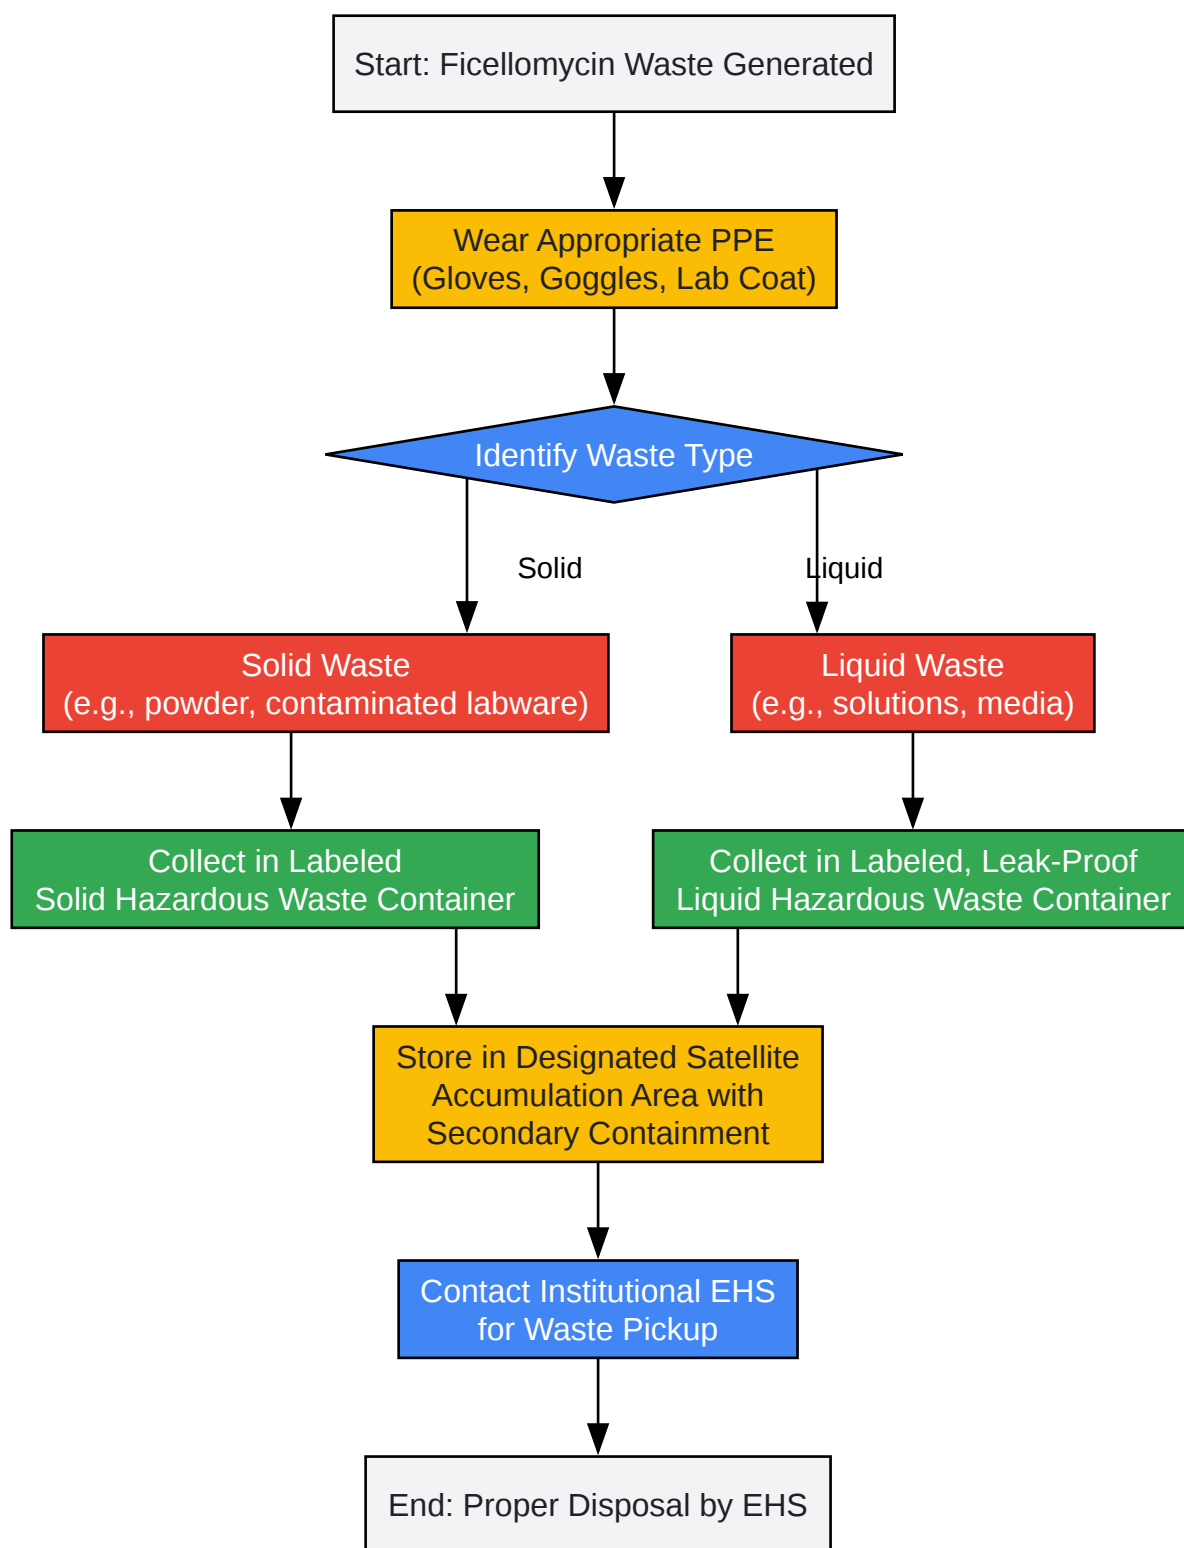 Start: Ficellomycin Waste Generated
Wear Appropriate PPE
(Gloves, Goggles, Lab Coat)
Identify Waste Type
Solid
Liquid
Solid Waste
(e.g., powder, contaminated labware)
Liquid Waste
(e.g., solutions, media)
Collect in Labeled
Solid Hazardous Waste Container
Collect in Labeled, Leak-Proof
Liquid Hazardous Waste Container
Store in Designated Satellite
Accumulation Area with
Secondary Containment
Contact Institutional EHS
for Waste Pickup
End: Proper Disposal by EHS